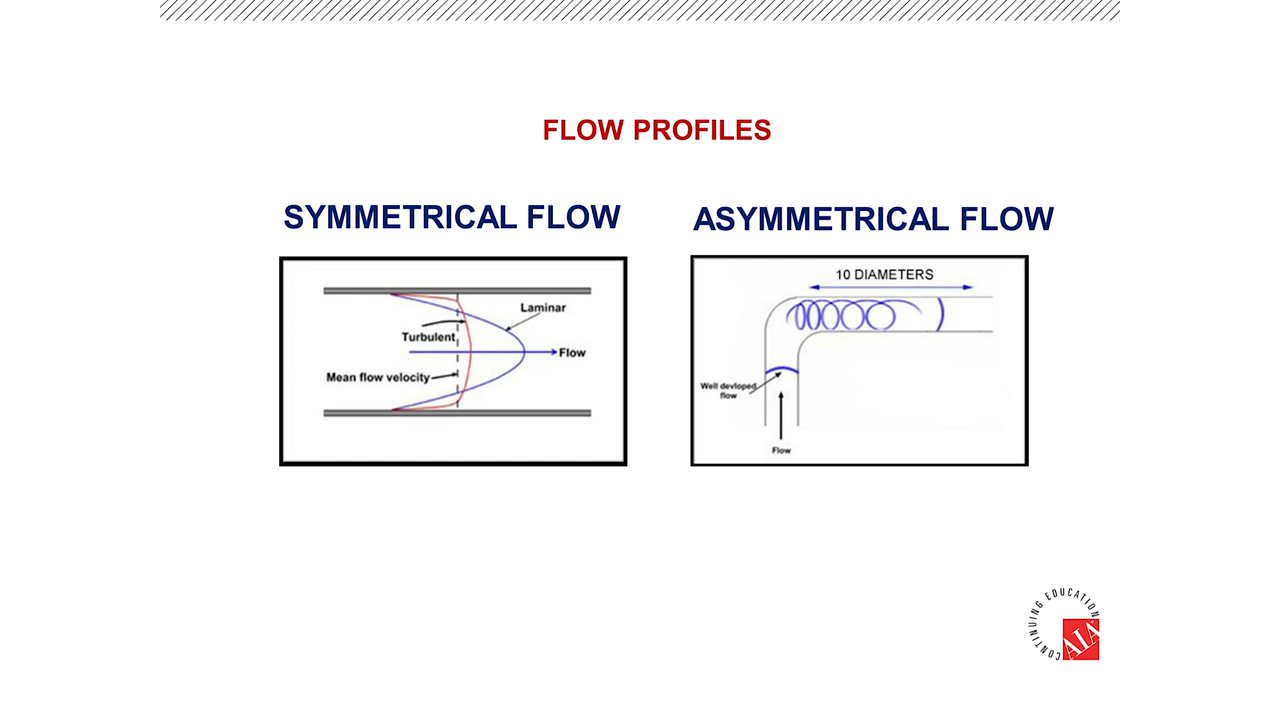 FLOW PROFILES
SYMMETRICAL FLOW
Laminar
Turbulent
Flow
Mean flow velocity
ASYMMETRICAL FLOW
10 DIAMETERS
Well devloped
flow
Flow
CONTINUING EDUCATION
AIA